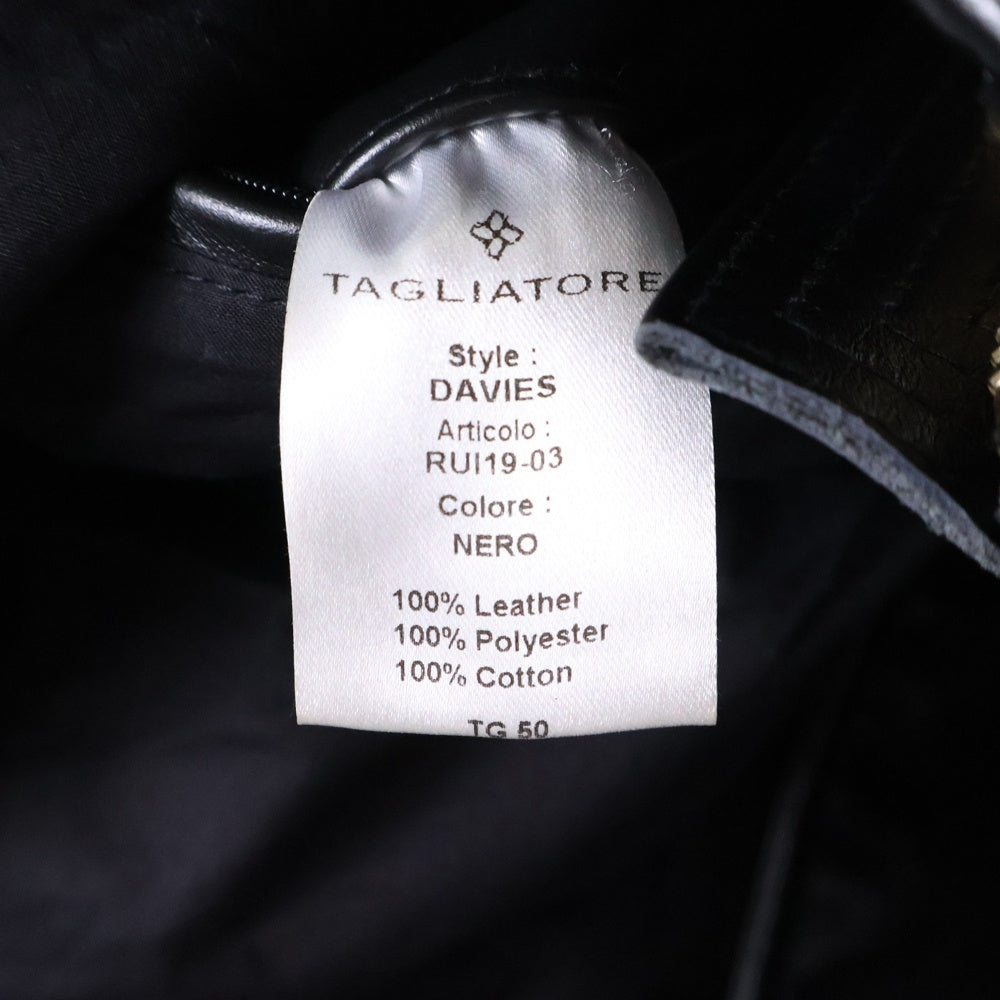 TAGLIATORE
Style :
DAVIES
Articolo :
RUI19-03
Colore :
NERO
100% Leather
100% Polyester
100% Cotton
TG 50